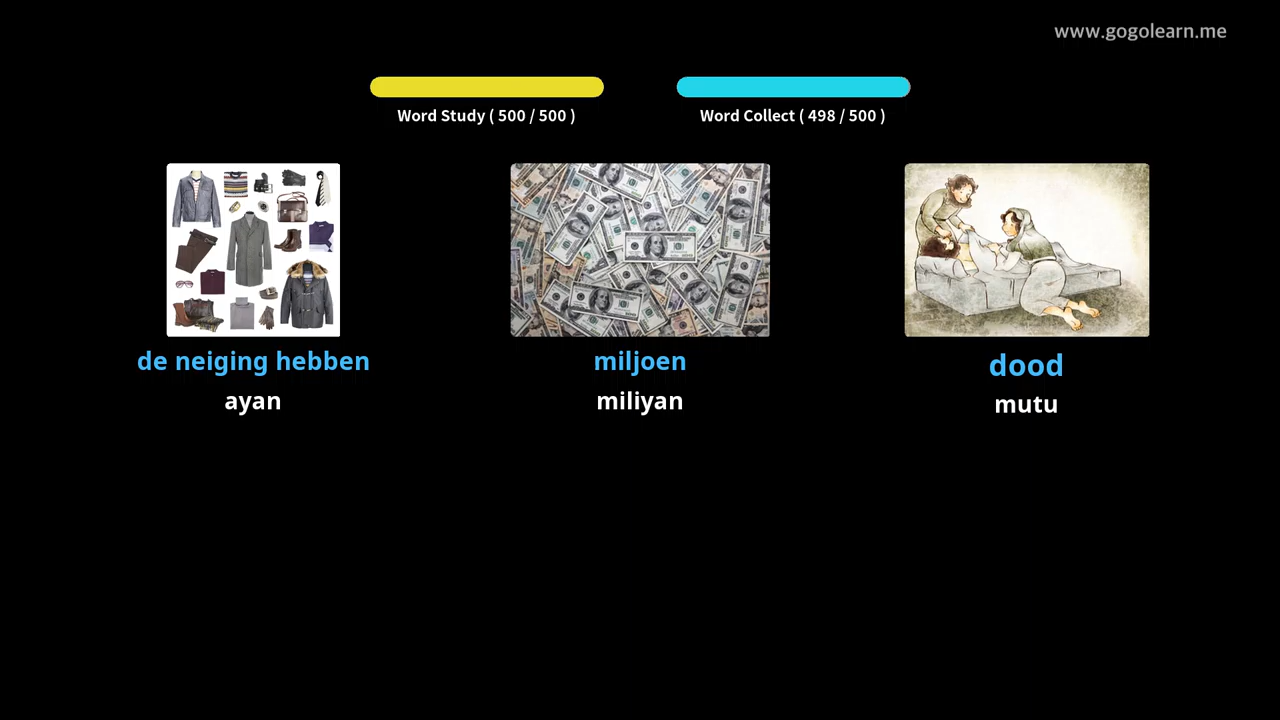 www.gogolearn.me
Word Study ( 500 / 500 )
Word Collect ( 498 / 500 )
de neiging hebben
ayan
miljoen
miliyan
dood
mutu